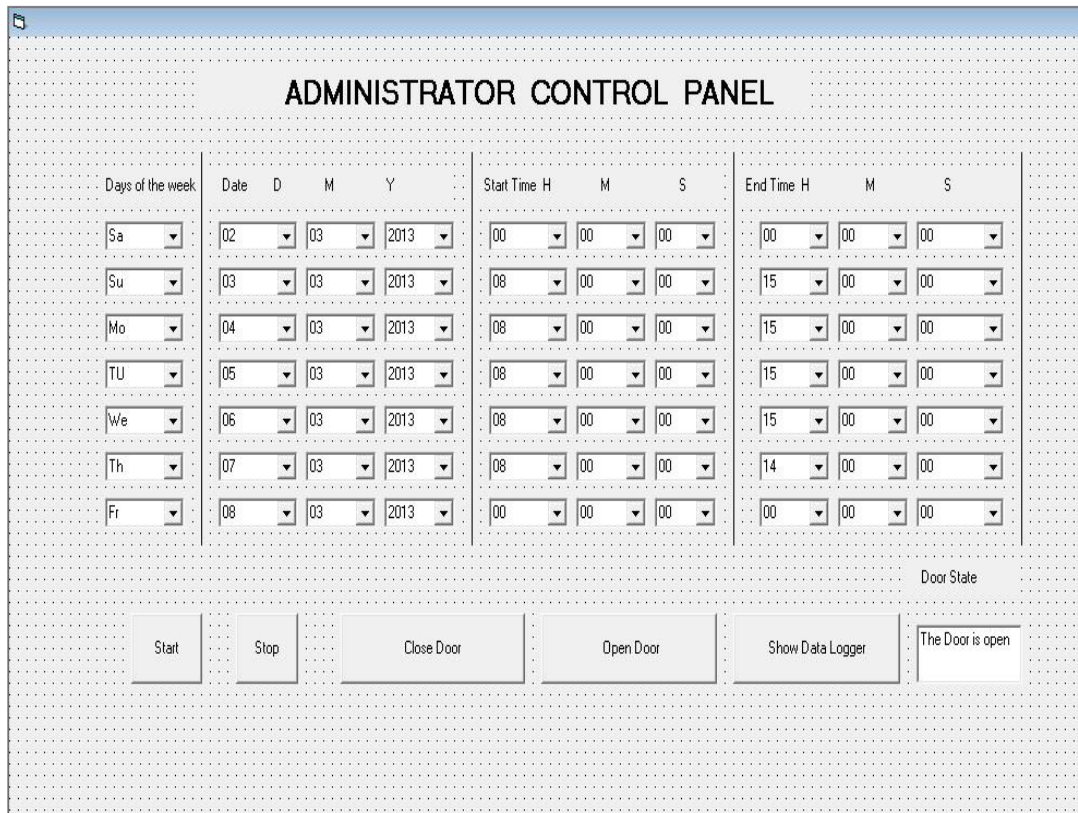 ADMINISTRATOR CONTROL PANEL
Days of the week Date D M Y Start Time H M S End Time H M S
Sa 02 03 2013 00 00 00 00 00 00
Su 03 03 2013 08 00 00 15 00 00
Mo 04 03 2013 08 00 00 15 00 00
TU 05 03 2013 08 00 00 15 00 00
We 06 03 2013 08 00 00 15 00 00
Th 07 03 2013 08 00 00 14 00 00
Fr 08 03 2013 00 00 00 00 00 00
Door State
Start Stop Close Door Open Door Show Data Logger The Door is open